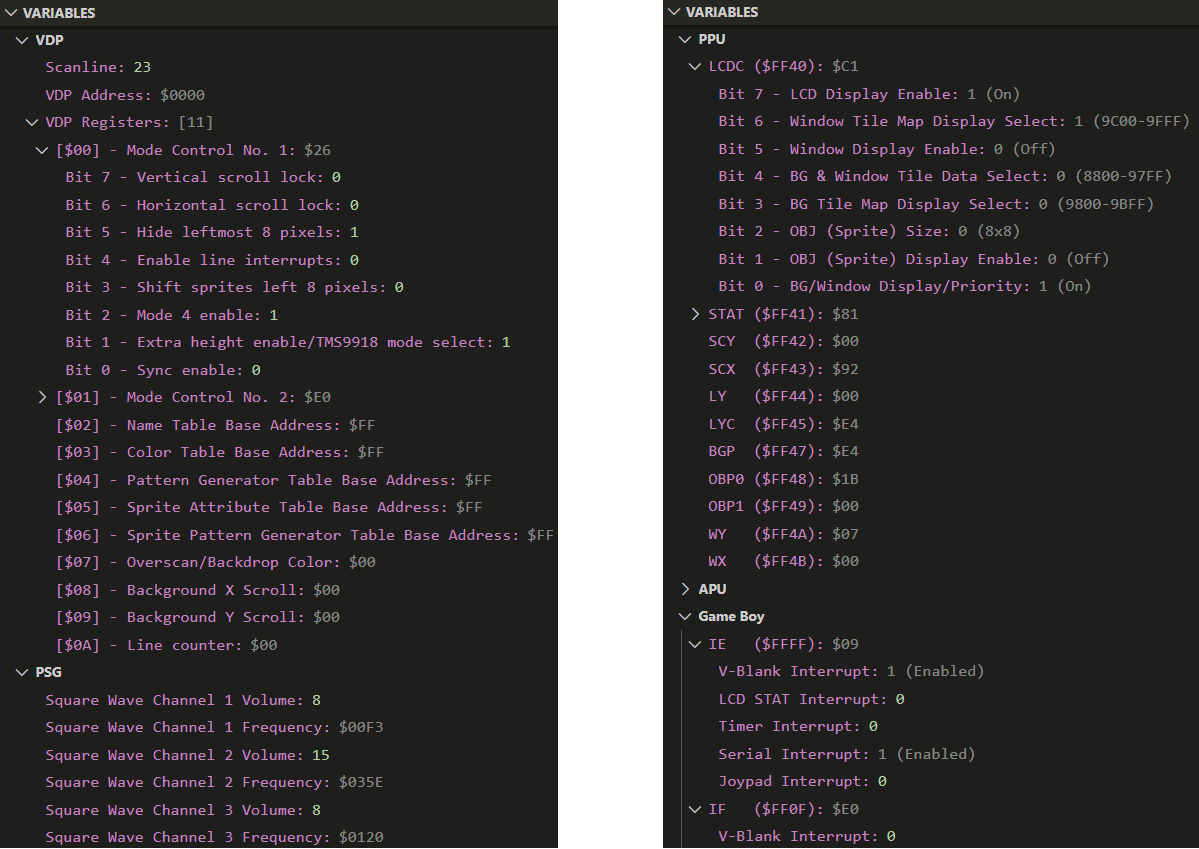 VARIABLES
VDP
Scanline: 23
VDP Address: $0000
VDP Registers: [11]
[$00] - Mode Control No. 1: $26
Bit 7 - Vertical scroll lock: 0
Bit 6 - Horizontal scroll lock: 0
Bit 5 - Hide leftmost 8 pixels: 1
Bit 4 - Enable line interrupts: 0
Bit 3 - Shift sprites left 8 pixels: 0
Bit 2 - Mode 4 enable: 1
Bit 1 - Extra height enable/TMS9918 mode select: 1
Bit 0 - Sync enable: 0
[$01] - Mode Control No. 2: $E0
[$02] - Name Table Base Address: $FF
[$03] - Color Table Base Address: $FF
[$04] - Pattern Generator Table Base Address: $FF
[$05] - Sprite Attribute Table Base Address: $FF
[$06] - Sprite Pattern Generator Table Base Address: $FF
[$07] - Overscan/Backdrop Color: $00
[$08] - Background X Scroll: $00
[$09] - Background Y Scroll: $00
[$0A] - Line counter: $00
PSG
Square Wave Channel 1 Volume: 8
Square Wave Channel 1 Frequency: $00F3
Square Wave Channel 2 Volume: 15
Square Wave Channel 2 Frequency: $035E
Square Wave Channel 3 Volume: 8
Square Wave Channel 3 Frequency: $0120
VARIABLES
PPU
LCDC ($FF40): $C1
Bit 7 - LCD Display Enable: 1 (On)
Bit 6 - Window Tile Map Display Select: 1 (9C00-9FFF)
Bit 5 - Window Display Enable: 0 (Off)
Bit 4 - BG & Window Tile Data Select: 0 (8800-97FF)
Bit 3 - BG Tile Map Display Select: 0 (9800-9BFF)
Bit 2 - OBJ (Sprite) Size: 0 (8x8)
Bit 1 - OBJ (Sprite) Display Enable: 0 (Off)
Bit 0 - BG/Window Display/Priority: 1 (On)
STAT ($FF41): $81
SCY ($FF42): $00
SCX ($FF43): $92
LY ($FF44): $00
LYC ($FF45): $E4
BGP ($FF47): $E4
OBP0 ($FF48): $1B
OBP1 ($FF49): $00
WY ($FF4A): $07
WX ($FF4B): $00
APU
Game Boy
IE ($FFFF): $09
V-Blank Interrupt: 1 (Enabled)
LCD STAT Interrupt: 0
Timer Interrupt: 0
Serial Interrupt: 1 (Enabled)
Joypad Interrupt: 0
IF ($FF0F): $E0
V-Blank Interrupt: 0